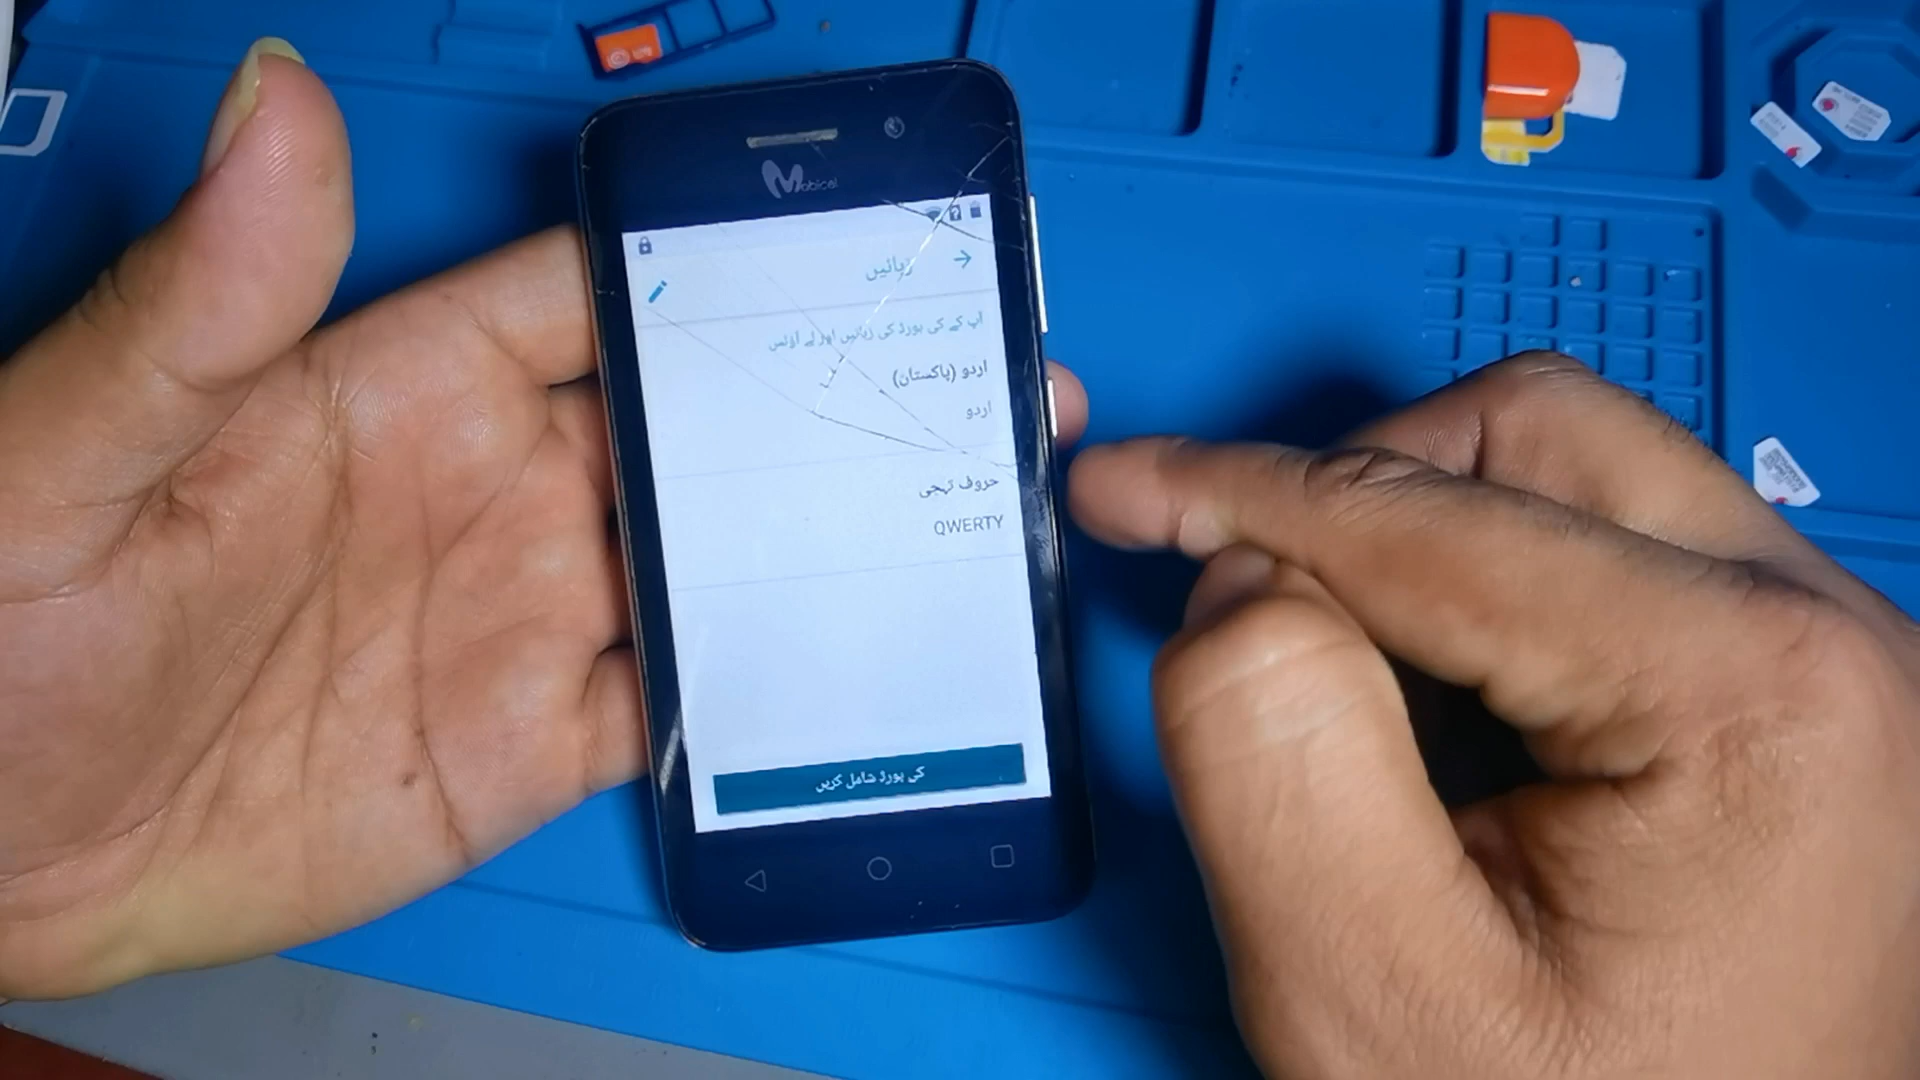 Mobicel
زبانیں
آپ کے کی بورڈ کی زبانیں اور لے آؤٹس
اردو (پاکستان)
اردو
حروف تہجی
QWERTY
کی بورڈ شامل کریں